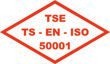 TSE
TS - EN - ISO
50001